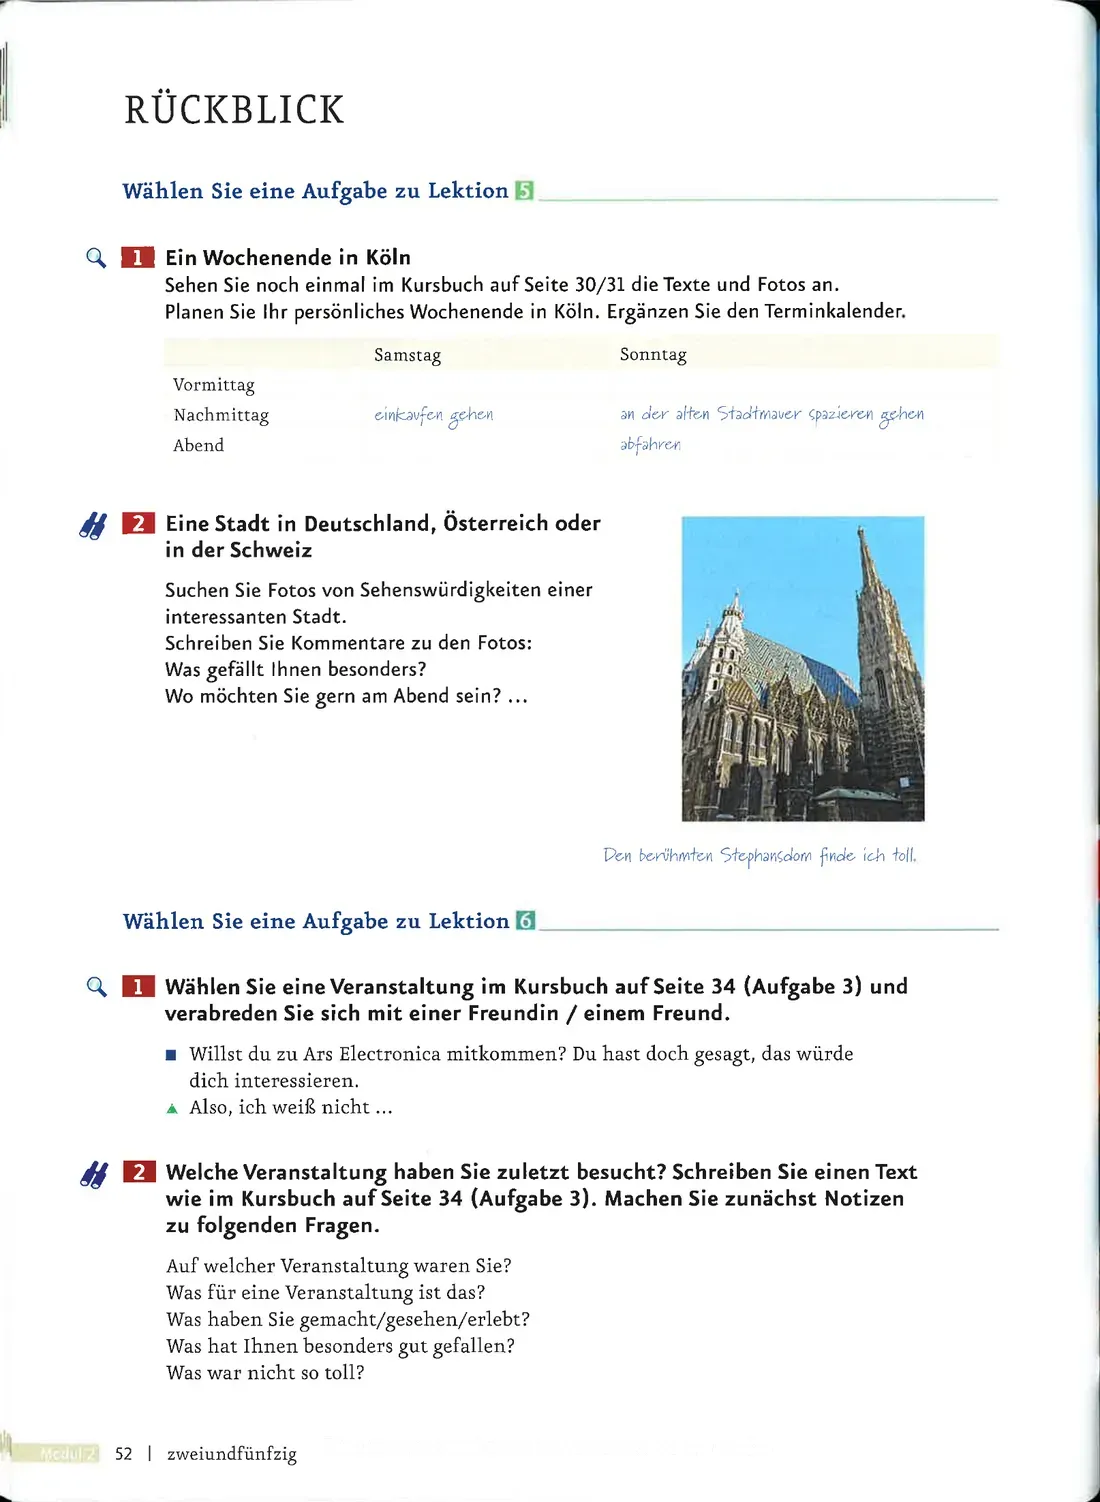 RÜCKBLICK
Wählen Sie eine Aufgabe zu Lektion 5
1 Ein Wochenende in Köln
Sehen Sie noch einmal im Kursbuch auf Seite 30/31 die Texte und Fotos an.
Planen Sie Ihr persönliches Wochenende in Köln. Ergänzen Sie den Terminkalender.
Samstag Sonntag
Vormittag
Nachmittag einkaufen gehen an der alten Stadtmauer spazieren gehen
Abend abfahren
2 Eine Stadt in Deutschland, Österreich oder
in der Schweiz
Suchen Sie Fotos von Sehenswürdigkeiten einer
interessanten Stadt.
Schreiben Sie Kommentare zu den Fotos:
Was gefällt Ihnen besonders?
Wo möchten Sie gern am Abend sein? ...
Den berühmten Stephansdom finde ich toll.
Wählen Sie eine Aufgabe zu Lektion 6
1 Wählen Sie eine Veranstaltung im Kursbuch auf Seite 34 (Aufgabe 3) und
verabreden Sie sich mit einer Freundin / einem Freund.
■ Willst du zu Ars Electronica mitkommen? Du hast doch gesagt, das würde
dich interessieren.
▲ Also, ich weiß nicht ...
2 Welche Veranstaltung haben Sie zuletzt besucht? Schreiben Sie einen Text
wie im Kursbuch auf Seite 34 (Aufgabe 3). Machen Sie zunächst Notizen
zu folgenden Fragen.
Auf welcher Veranstaltung waren Sie?
Was für eine Veranstaltung ist das?
Was haben Sie gemacht/gesehen/erlebt?
Was hat Ihnen besonders gut gefallen?
Was war nicht so toll?
Modul 2 52 | zweiundfünfzig